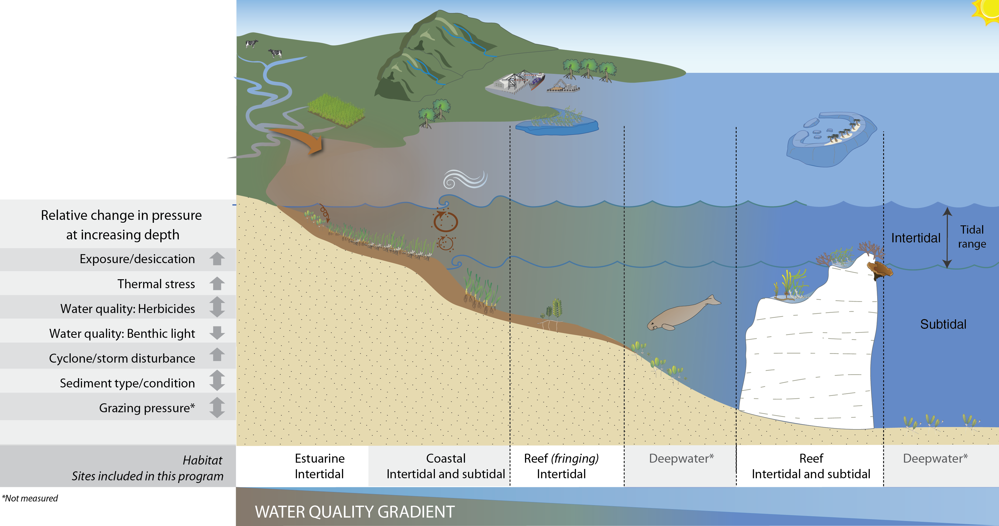 Relative change in pressure
at increasing depth
Exposure/desiccation
Thermal stress
Water quality: Herbicides
Water quality: Benthic light
Cyclone/storm disturbance
Sediment type/condition
Grazing pressure*
Habitat
Sites included in this program
*Not measured
Intertidal
Tidal
range
Subtidal
Estuarine
Intertidal
Coastal
Intertidal and subtidal
Reef (fringing)
Intertidal
Deepwater*
Reef
Intertidal and subtidal
Deepwater*
WATER QUALITY GRADIENT